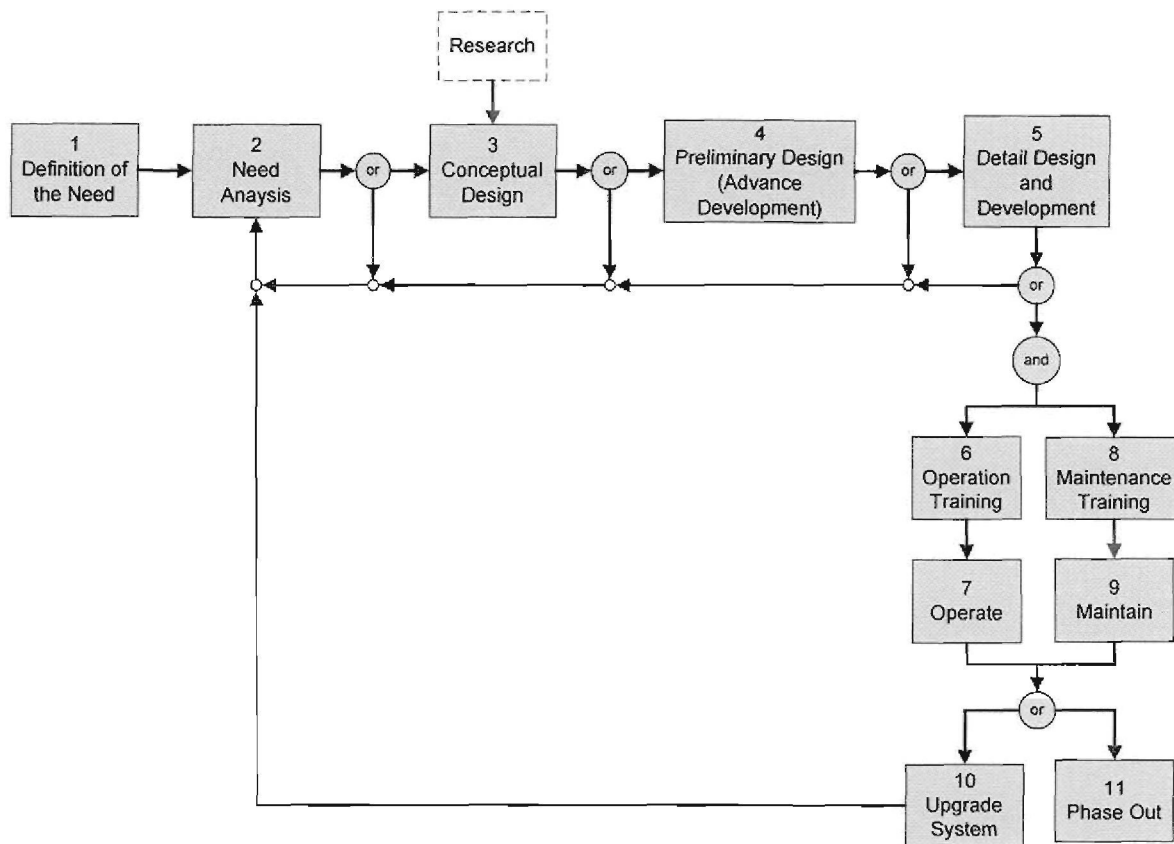 Research
1
Definition of
the Need
2
Need
Anaysis
or
3
Conceptual
Design
or
4
Preliminary Design
(Advance
Development)
or
5
Detail Design
and
Development
or
and
6
Operation
Training
8
Maintenance
Training
7
Operate
9
Maintain
or
10
Upgrade
System
11
Phase Out